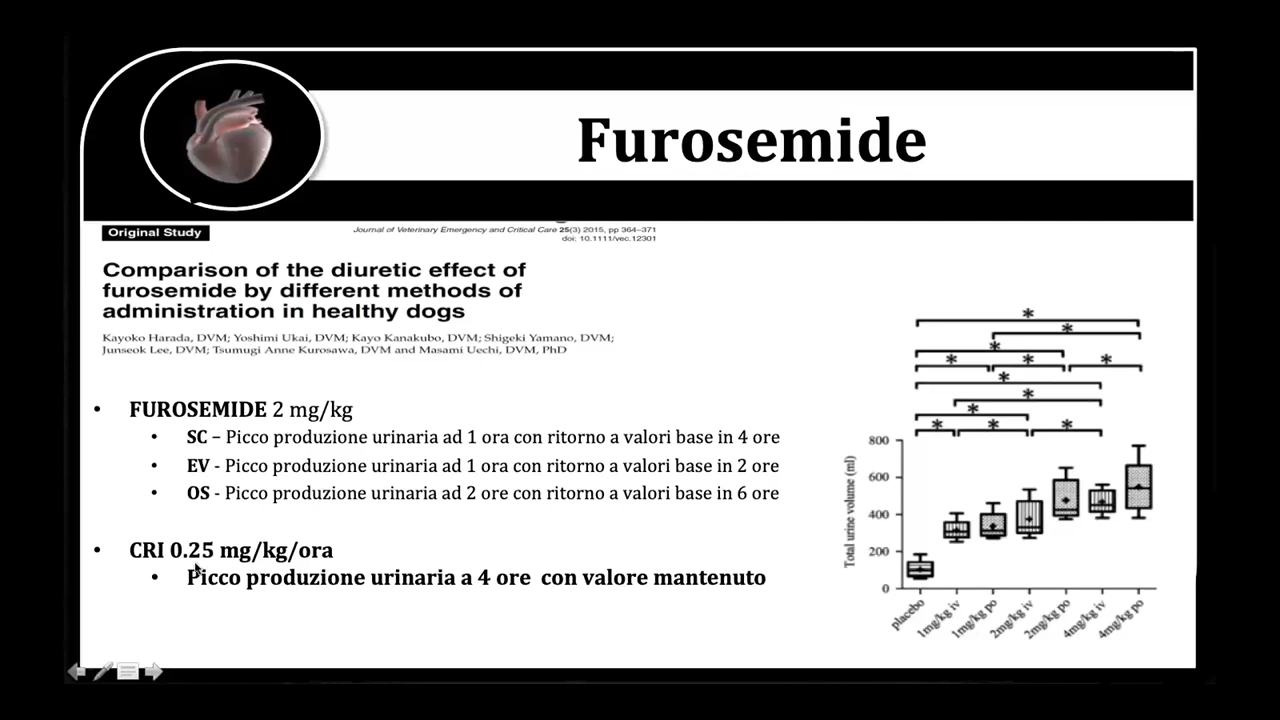 Furosemide
Original Study
Journal of Veterinary Emergency and Critical Care 25(3) 2015, pp 364–371
doi: 10.1111/vec.12301
Comparison of the diuretic effect of
furosemide by different methods of
administration in healthy dogs
Kayoko Harada, DVM; Yoshimi Ukai, DVM; Kayo Kanakubo, DVM; Shigeki Yamano, DVM;
Junseok Lee, DVM; Tsumugi Anne Kurosawa, DVM and Masami Uechi, DVM, PhD
• FUROSEMIDE 2 mg/kg
• SC – Picco produzione urinaria ad 1 ora con ritorno a valori base in 4 ore
• EV - Picco produzione urinaria ad 1 ora con ritorno a valori base in 2 ore
• OS - Picco produzione urinaria ad 2 ore con ritorno a valori base in 6 ore
• CRI 0.25 mg/kg/ora
• Picco produzione urinaria a 4 ore con valore mantenuto
Total urine volume (ml)
800
600
400
200
0
placebo
1mg/kg iv
1mg/kg po
2mg/kg iv
2mg/kg po
4mg/kg iv
4mg/kg po